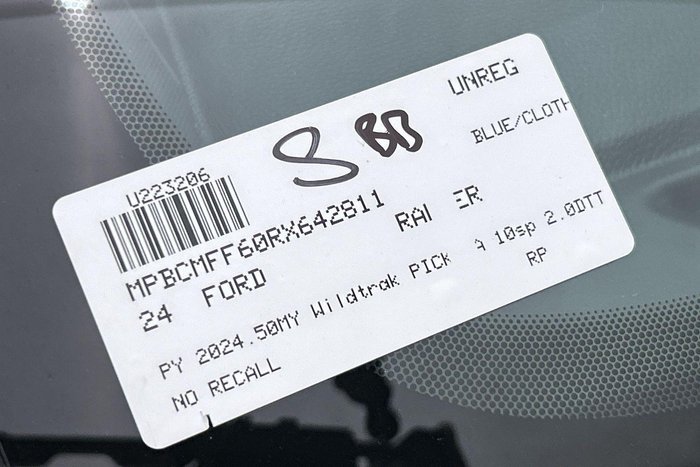 UNREG
8 BB
U223206
BLUE/CLOTH
MPBCMFF60RX642811
24 FORD RAI ER
PY 2024.50MY Wildtrak PICK A 10sp 2.0DTT
NO RECALL RP